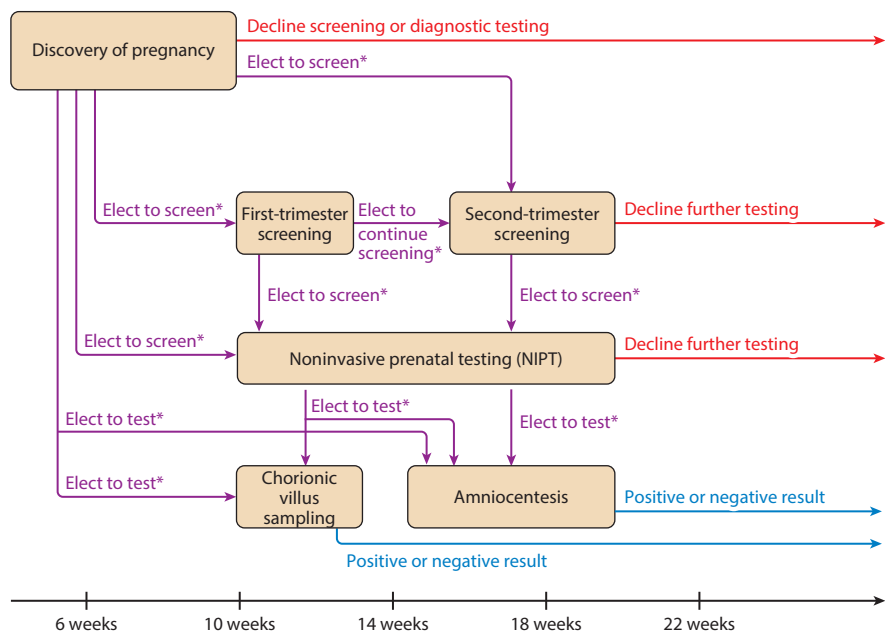 Decline screening or diagnostic testing
Discovery of pregnancy
Elect to screen*
Elect to screen*
First-trimester
screening
Elect to
continue
screening*
Second-trimester
screening
Decline further testing
Elect to screen*
Elect to screen*
Elect to screen*
Noninvasive prenatal testing (NIPT)
Decline further testing
Elect to test*
Elect to test*
Elect to test*
Elect to test*
Chorionic
villus
sampling
Amniocentesis
Positive or negative result
Positive or negative result
6 weeks
10 weeks
14 weeks
18 weeks
22 weeks